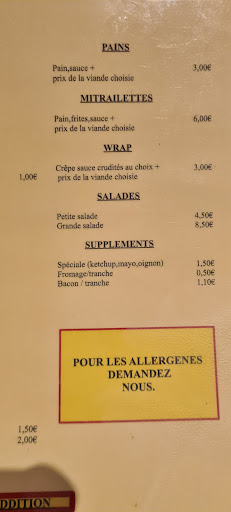 PAINS
Pain,sauce + 3,00€
prix de la viande choisie
MITRAILETTES
Pain,frites,sauce + 6,00€
prix de la viande choisie
WRAP
Crêpe sauce crudités au choix + 3,00€
1,00€ prix de la viande choisie
SALADES
Petite salade 4,50€
Grande salade 8,50€
SUPPLEMENTS
Spéciale (ketchup,mayo,oignon) 1,50€
Fromage/tranche 0,50€
Bacon / tranche 1,10€
POUR LES ALLERGENES
DEMANDEZ
NOUS.
1,50€
2,00€
DDITION